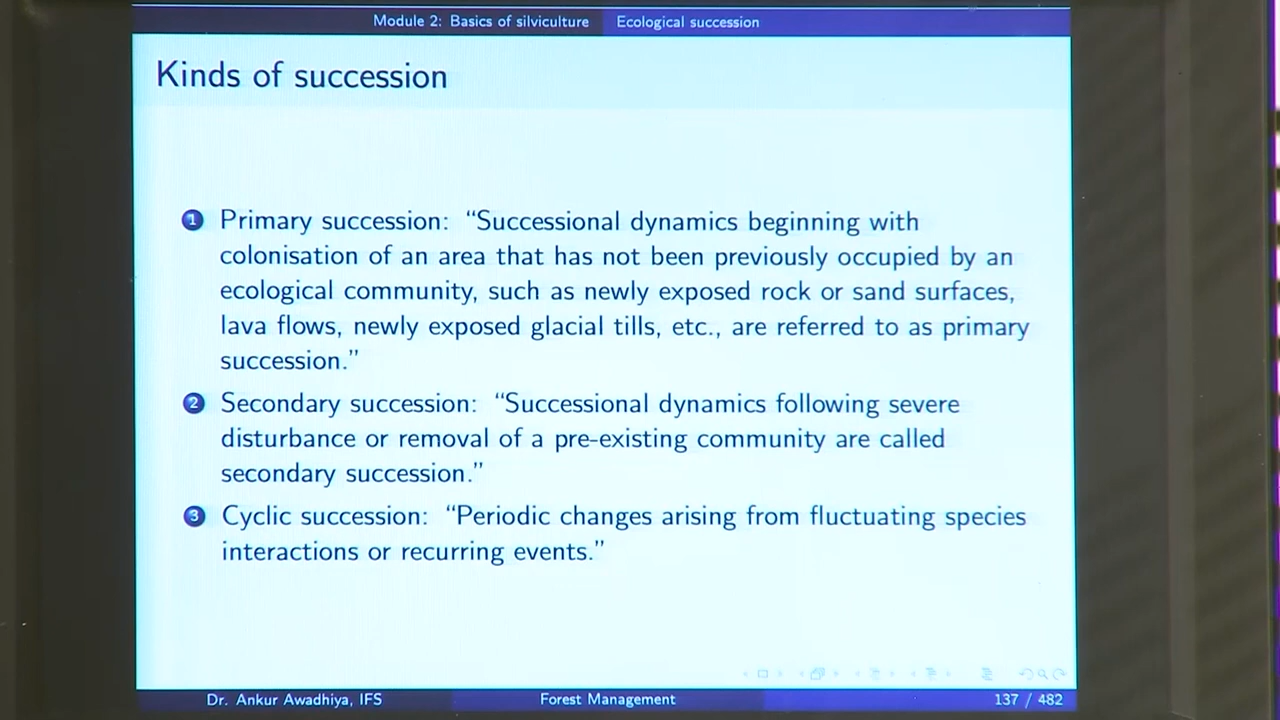 Module 2: Basics of silviculture Ecological succession
Kinds of succession
1 Primary succession: “Successional dynamics beginning with
colonisation of an area that has not been previously occupied by an
ecological community, such as newly exposed rock or sand surfaces,
lava flows, newly exposed glacial tills, etc., are referred to as primary
succession.”
2 Secondary succession: “Successional dynamics following severe
disturbance or removal of a pre-existing community are called
secondary succession.”
3 Cyclic succession: “Periodic changes arising from fluctuating species
interactions or recurring events.”
Dr. Ankur Awadhiya, IFS Forest Management 137 / 482